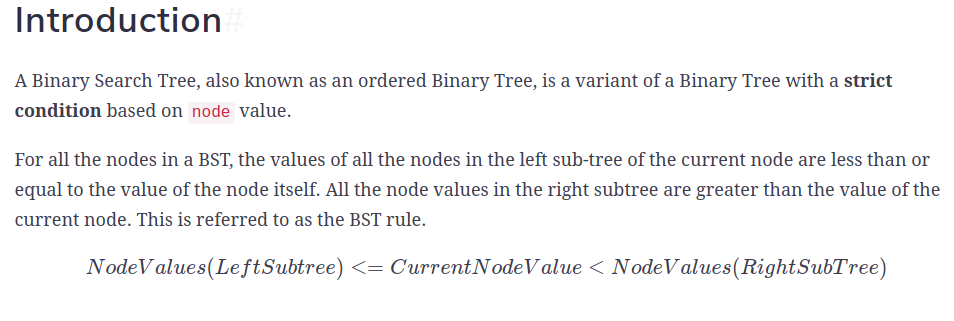 Introduction#
A Binary Search Tree, also known as an ordered Binary Tree, is a variant of a Binary Tree with a strict
condition based on node value.
For all the nodes in a BST, the values of all the nodes in the left sub-tree of the current node are less than or
equal to the value of the node itself. All the node values in the right subtree are greater than the value of the
current node. This is referred to as the BST rule.
NodeValues(LeftSubtree) <= CurrentNodeValue < NodeValues(RightSubTree)